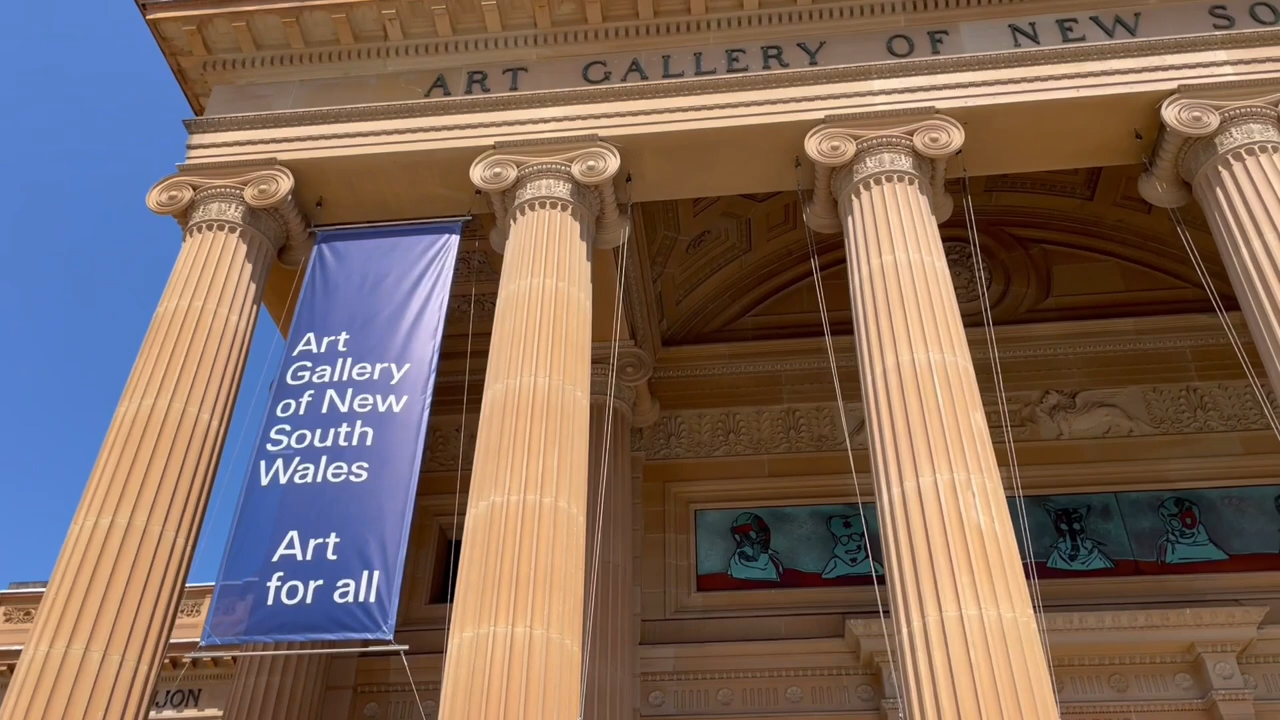 ART GALLERY OF NEW SO
Art
Gallery
of New
South
Wales
Art
for all
JON